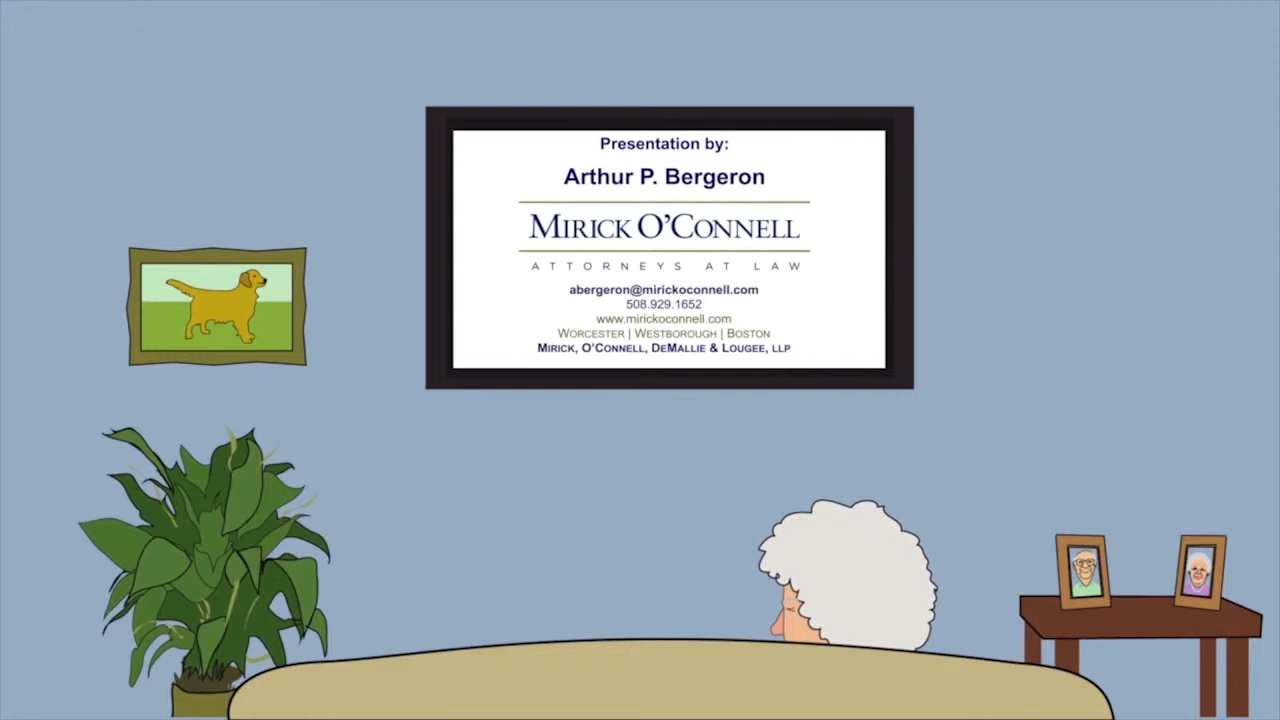 Presentation by:
Arthur P. Bergeron
MIRICK O'CONNELL
ATTORNEYS AT LAW
abergeron@mirickoconnell.com
508.929.1652
www.mirickoconnell.com
WORCESTER | WESTBOROUGH | BOSTON
MIRICK, O'CONNELL, DEMALLIE & LOUGEE, LLP